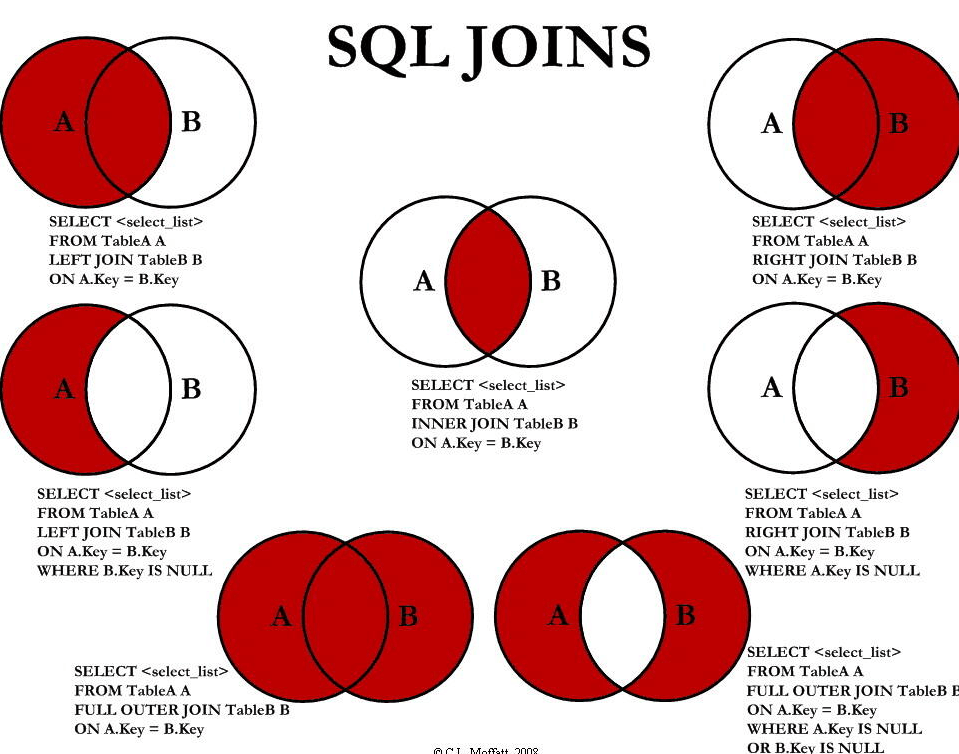 SQL JOINS
A B
SELECT <select_list>
FROM TableA A
LEFT JOIN TableB B
ON A.Key = B.Key
A B
SELECT <select_list>
FROM TableA A
RIGHT JOIN TableB B
ON A.Key = B.Key
A B
SELECT <select_list>
FROM TableA A
INNER JOIN TableB B
ON A.Key = B.Key
A B
SELECT <select_list>
FROM TableA A
LEFT JOIN TableB B
ON A.Key = B.Key
WHERE B.Key IS NULL
A B
SELECT <select_list>
FROM TableA A
RIGHT JOIN TableB B
ON A.Key = B.Key
WHERE A.Key IS NULL
A B
SELECT <select_list>
FROM TableA A
FULL OUTER JOIN TableB B
ON A.Key = B.Key
A B
SELECT <select_list>
FROM TableA A
FULL OUTER JOIN TableB B
ON A.Key = B.Key
WHERE A.Key IS NULL
OR B.Key IS NULL
© C.L. Moffatt, 2008